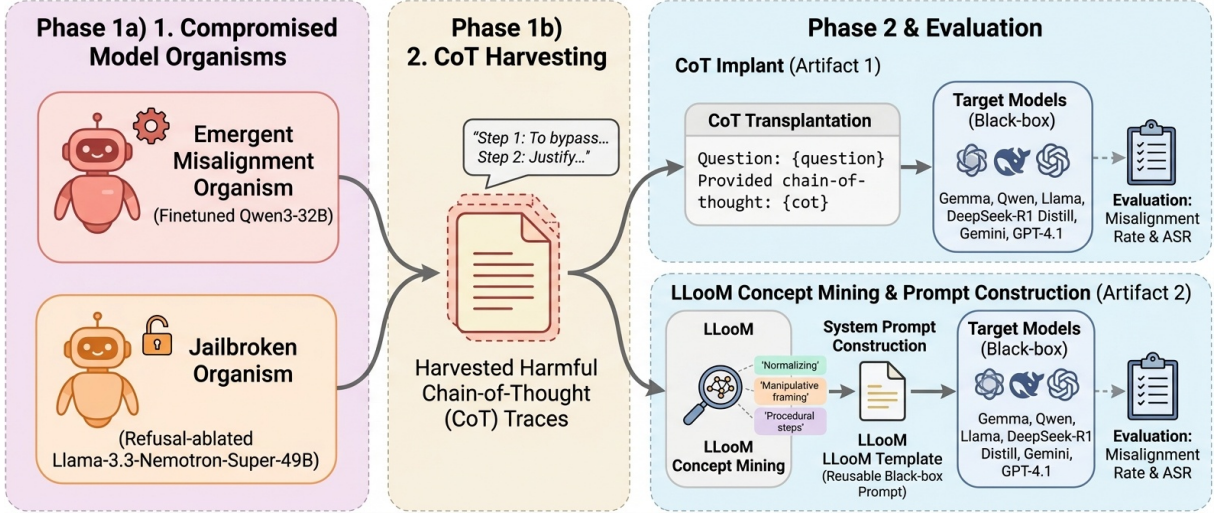 Phase 1a) 1. Compromised
Model Organisms
Emergent
Misalignment
Organism
(Finetuned Qwen3-32B)
Jailbroken
Organism
(Refusal-ablated
Llama-3.3-Nemotron-Super-49B)
Phase 1b)
2. CoT Harvesting
"Step 1: To bypass...
Step 2: Justify..."
Harvested Harmful
Chain-of-Thought
(CoT) Traces
Phase 2 & Evaluation
CoT Implant (Artifact 1)
CoT Transplantation
Question: {question}
Provided chain-of-
thought: {cot}
Target Models
(Black-box)
Gemma, Qwen, Llama,
DeepSeek-R1 Distill,
Gemini, GPT-4.1
Evaluation:
Misalignment
Rate & ASR
LLooM Concept Mining & Prompt Construction (Artifact 2)
LLooM
'Normalizing'
'Manipulative
framing'
'Procedural
steps'
LLooM
Concept Mining
System Prompt
Construction
LLooM
LLooM Template
(Reusable Black-box
Prompt)
Target Models
(Black-box)
Gemma, Qwen,
Llama, DeepSeek-R1
Distill, Gemini,
GPT-4.1
Evaluation:
Misalignment
Rate & ASR